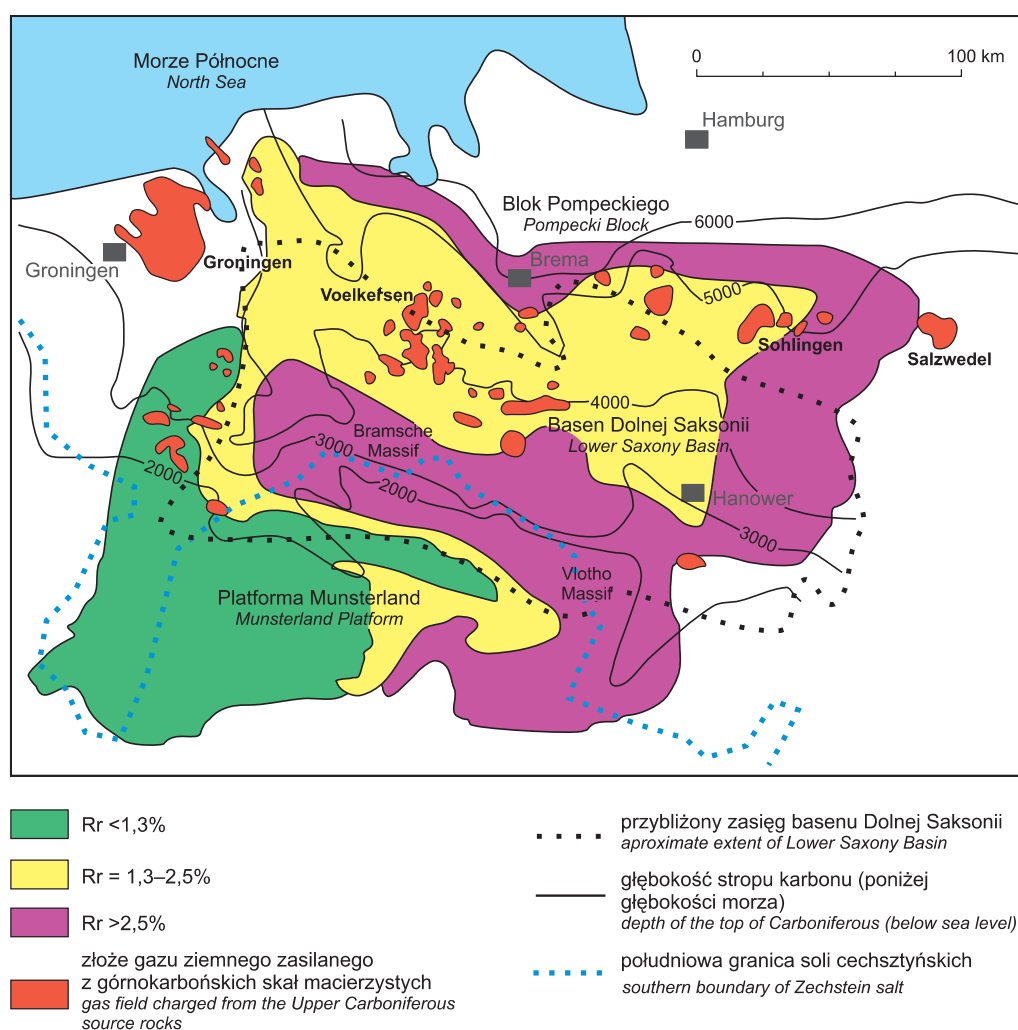 Morze Północne
North Sea
0 100 km
Hamburg
Blok Pompeckiego
Pompecki Block
6000
Groningen
Groningen
Brema
Voelkersen
5000
Sohlingen
Salzwedel
4000
Basen Dolnej Saksonii
Lower Saxony Basin
Bramsche
Massif
3000
2000
2000
Hanower
3000
Vlotho
Massif
Platforma Munsterland
Munsterland Platform
Rr <1,3%
Rr = 1,3–2,5%
Rr >2,5%
złoże gazu ziemnego zasilanego
z górnokarbońskich skał macierzystych
gas field charged from the Upper Carboniferous
source rocks
przybliżony zasięg basenu Dolnej Saksonii
aproximate extent of Lower Saxony Basin
głębokość stropu karbonu (poniżej
głębokości morza)
depth of the top of Carboniferous (below sea level)
południowa granica soli cechsztyńskich
southern boundary of Zechstein salt